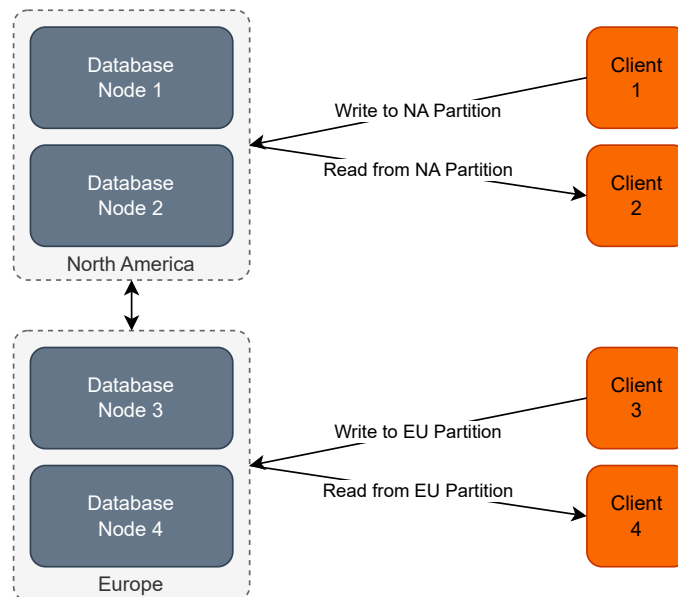 Database
Node 1
Client
1
Write to NA Partition
Read from NA Partition
Database
Node 2
Client
2
North America
Database
Node 3
Client
3
Write to EU Partition
Read from EU Partition
Database
Node 4
Client
4
Europe